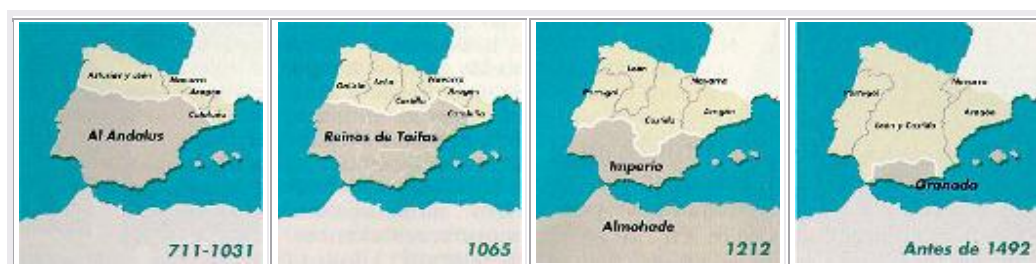 Asturias y León
Navarra
Aragón
Cataluña
Al Andalus
711-1031
Galicia
León
Navarra
Castilla
Aragón
Cataluña
Reinos de Taifas
1065
León
Navarra
Portugal
Castilla
Aragón
Imperio
Almohade
1212
Portugal
Navarra
Aragón
León y Castilla
Granada
Antes de 1492